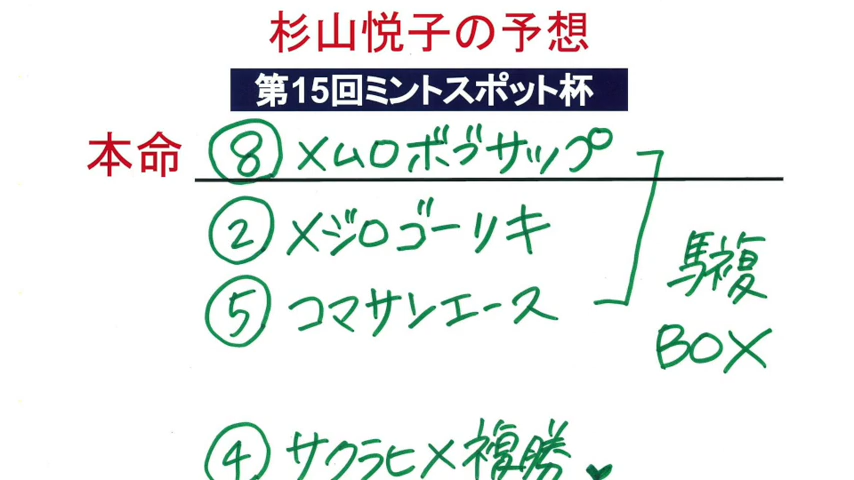 杉山悦子の予想
第15回ミントスポット杯
本命 ⑧ メムロボブサップ
② メジロゴーリキ
⑤ コマサンエース
馬複
BOX
④ サクラヒメ複勝